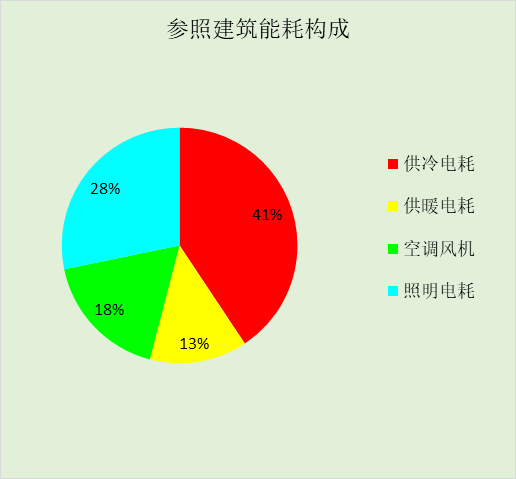 参照建筑能耗构成
28%
41%
18%
13%
供冷电耗
供暖电耗
空调风机
照明电耗